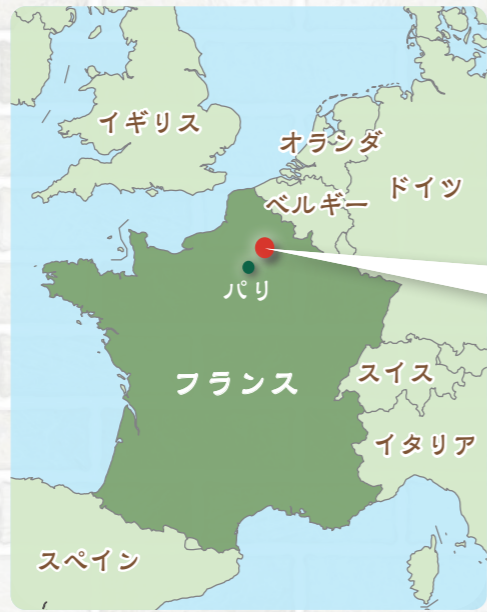 イギリス
オランダ
ベルギー
ドイツ
パリ
フランス
スイス
イタリア
スペイン